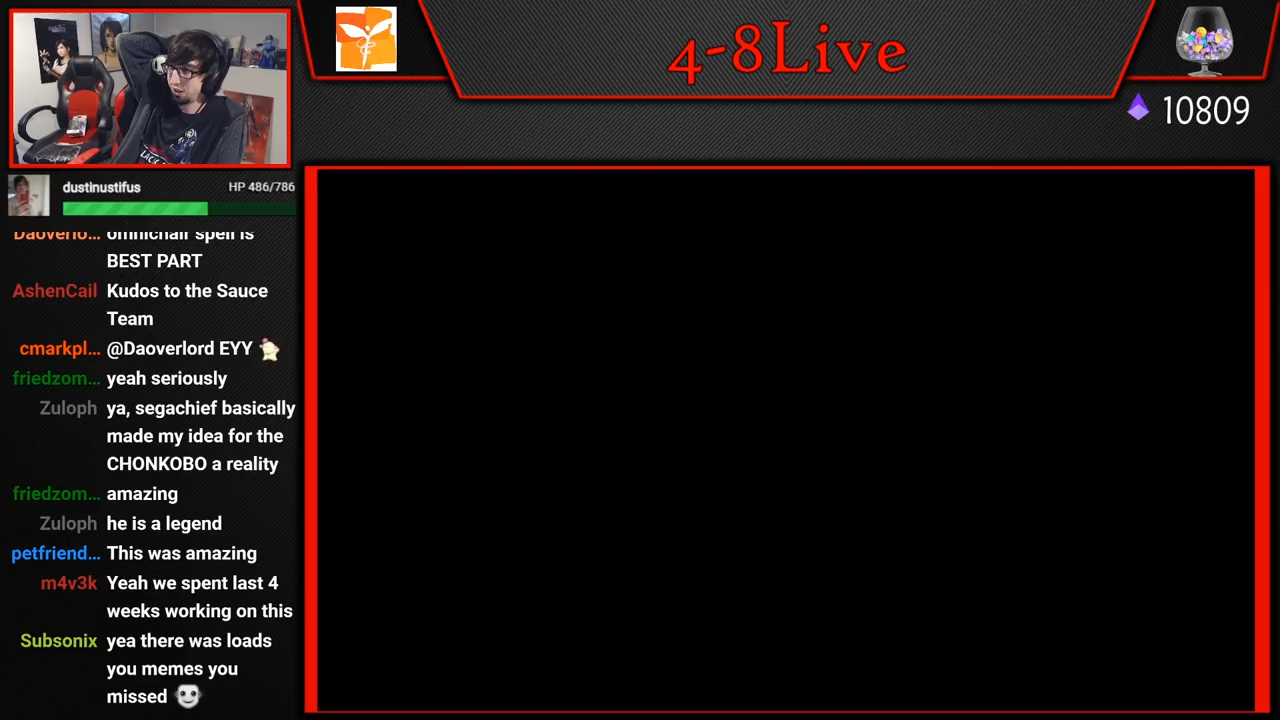 4-8Live
10809
dustinustifus HP 486/786
Daoverlo... omnichair spell is
BEST PART
AshenCail Kudos to the Sauce
Team
cmarkpl... @Daoverlord EYY
friedzom... yeah seriously
Zuloph ya, segachief basically
made my idea for the
CHONKOBO a reality
friedzom... amazing
Zuloph he is a legend
petfriend... This was amazing
m4v3k Yeah we spent last 4
weeks working on this
Subsonix yea there was loads
you memes you
missed